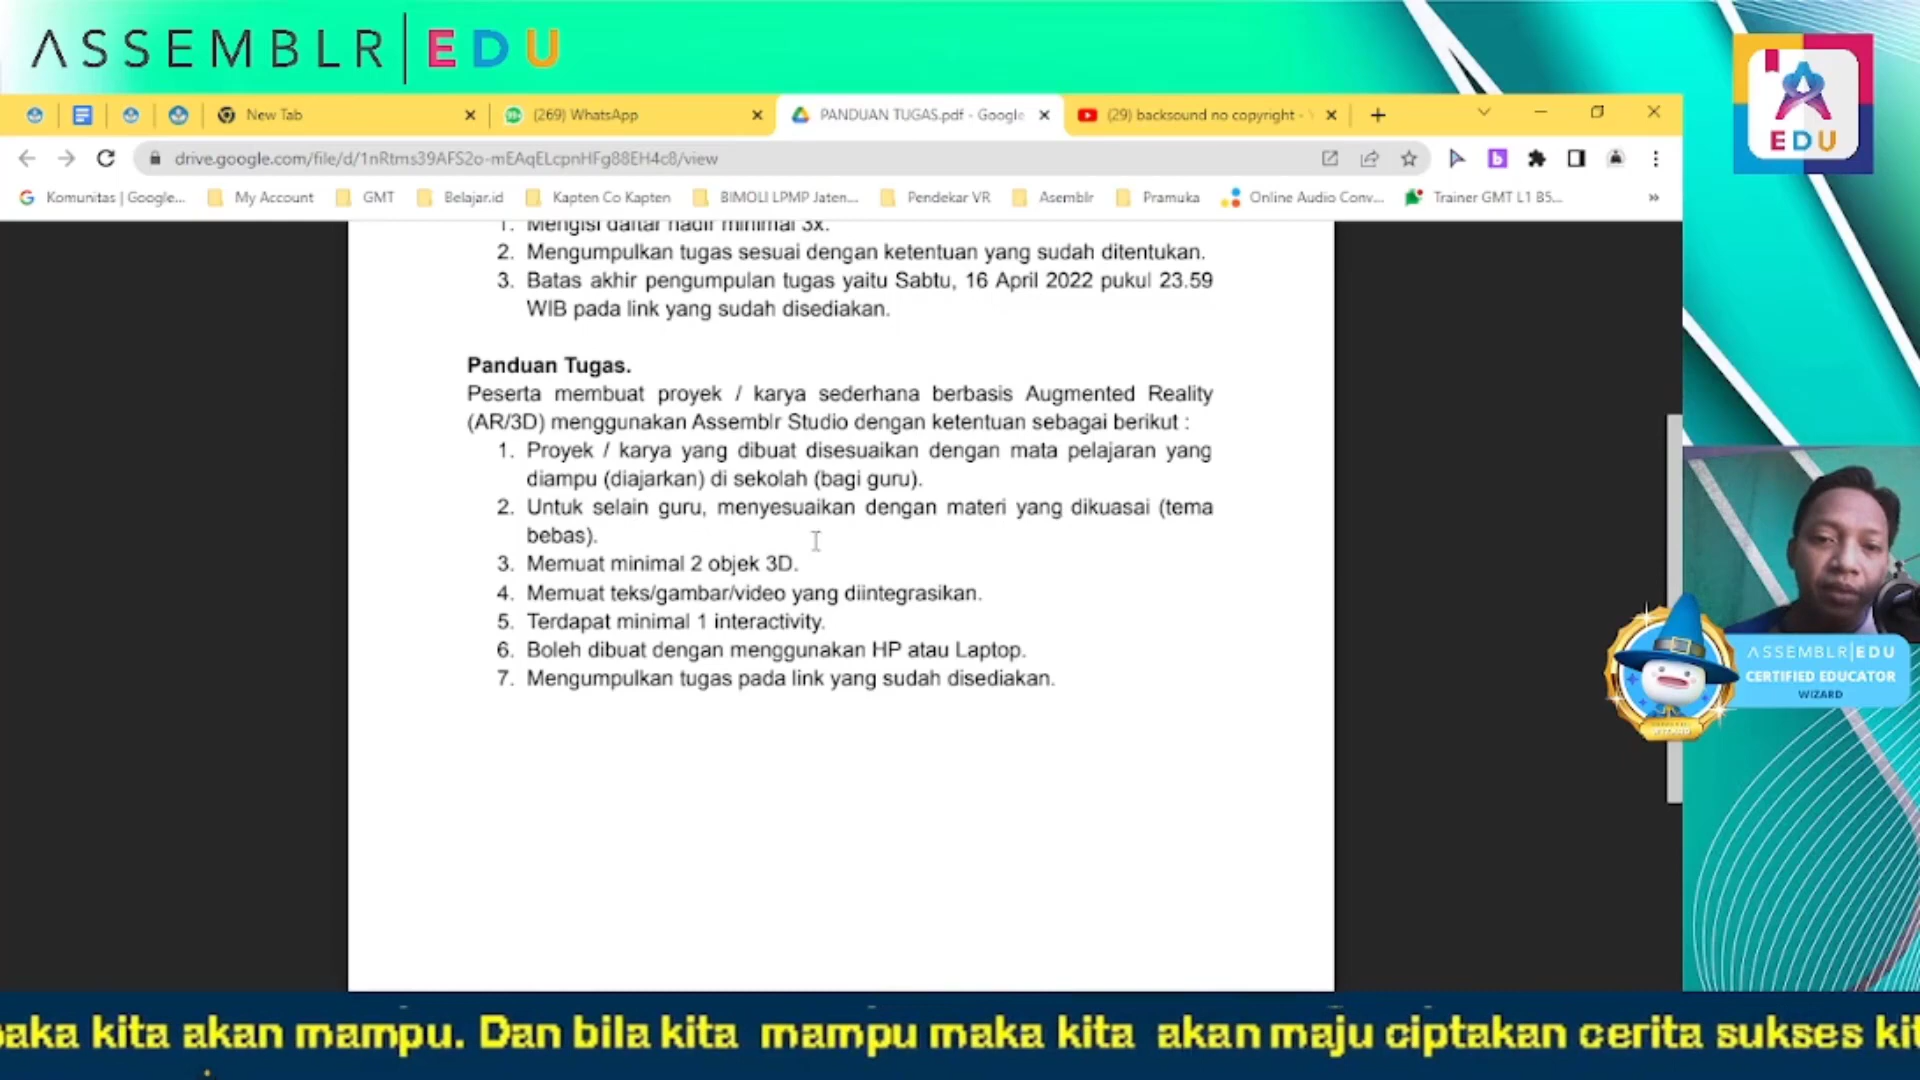 ASSEMBLR|EDU
EDU
New Tab
(269) WhatsApp
PANDUAN TUGAS.pdf - Google
(29) backsound no copyright -
drive.google.com/file/d/1nRtms39AFS2o-mEAqELcpnHFg88EH4c8/view
Komunitas | Google...
My Account
GMT
Belajar.id
Kapten Co Kapten
BIMOLI LPMP Jaten...
Pendekar VR
Asemblr
Pramuka
Online Audio Conv...
Trainer GMT L1 B5...
1. Mengisi daftar hadir minimal 3x.
2. Mengumpulkan tugas sesuai dengan ketentuan yang sudah ditentukan.
3. Batas akhir pengumpulan tugas yaitu Sabtu, 16 April 2022 pukul 23.59
WIB pada link yang sudah disediakan.
Panduan Tugas.
Peserta membuat proyek / karya sederhana berbasis Augmented Reality
(AR/3D) menggunakan Assemblr Studio dengan ketentuan sebagai berikut :
1. Proyek / karya yang dibuat disesuaikan dengan mata pelajaran yang
diampu (diajarkan) di sekolah (bagi guru).
2. Untuk selain guru, menyesuaikan dengan materi yang dikuasai (tema
bebas).
3. Memuat minimal 2 objek 3D.
4. Memuat teks/gambar/video yang diintegrasikan.
5. Terdapat minimal 1 interactivity.
6. Boleh dibuat dengan menggunakan HP atau Laptop.
7. Mengumpulkan tugas pada link yang sudah disediakan.
ASSEMBLR|EDU
CERTIFIED EDUCATOR
WIZARD
WIZARD
aka kita akan mampu. Dan bila kita mampu maka kita akan maju ciptakan cerita sukses kit